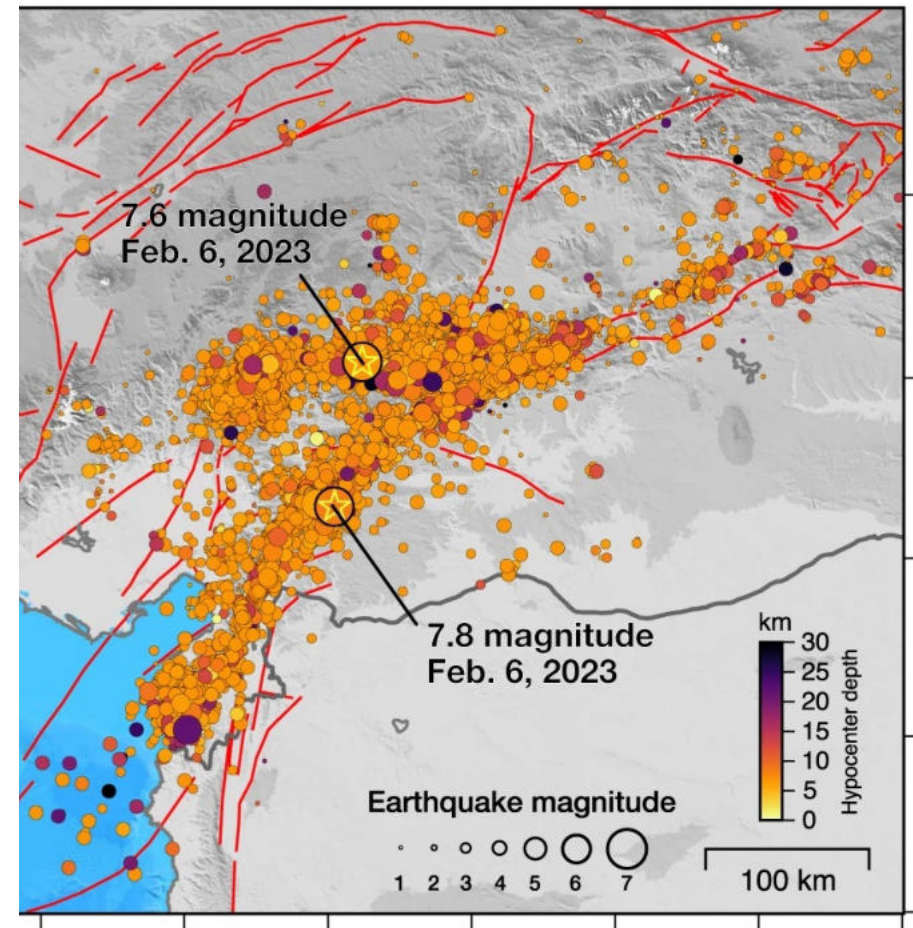 7.6 magnitude
Feb. 6, 2023
7.8 magnitude
Feb. 6, 2023
km
30
25
20
15
10
5
0
Hypocenter depth
Earthquake magnitude
1 2 3 4 5 6 7
100 km